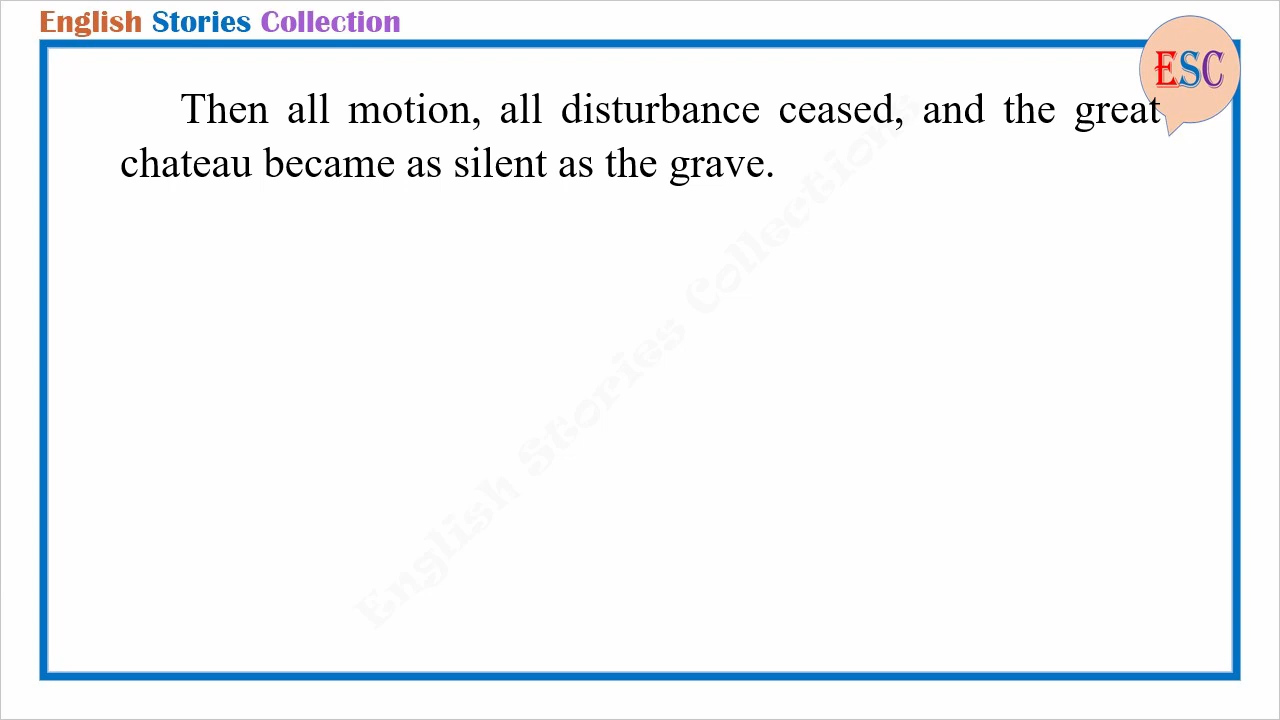 English Stories Collection
ESC
Then all motion, all disturbance ceased, and the great
chateau became as silent as the grave.
English Stories Collections